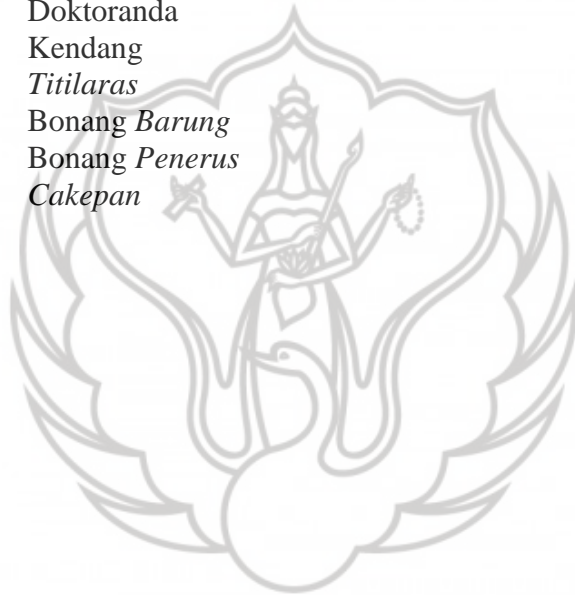 Doktoranda
Kendang
Titilaras
Bonang Barung
Bonang Penerus
Cakepan